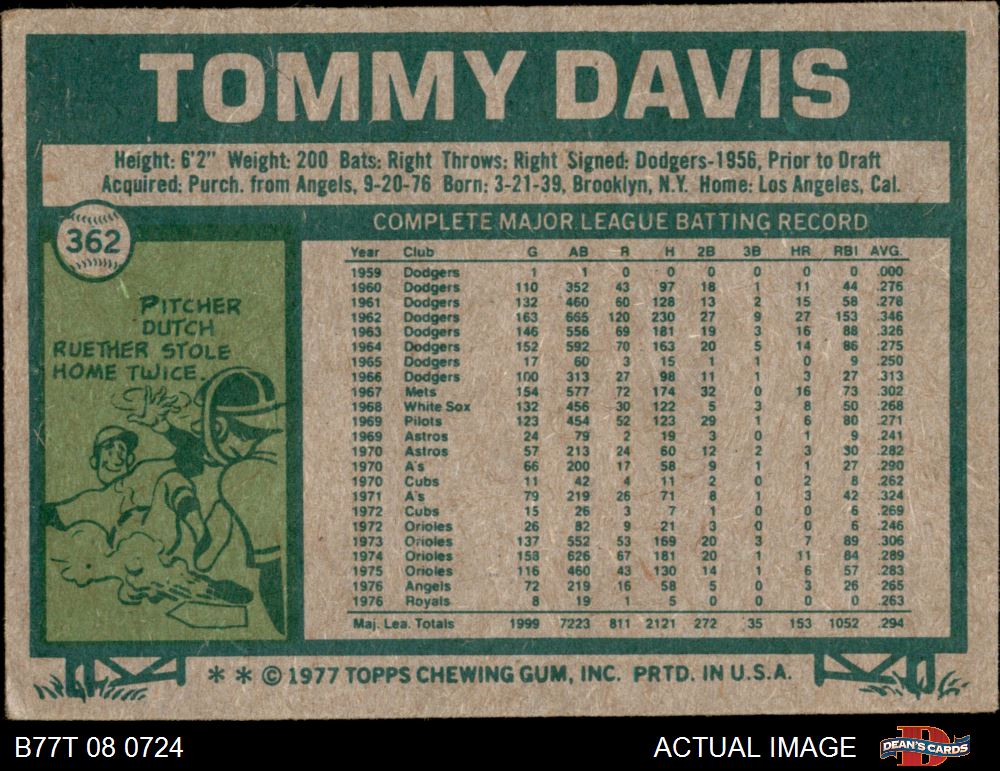 TOMMY DAVIS
Height: 6'2" Weight: 200 Bats: Right Throws: Right Signed: Dodgers-1956, Prior to Draft
Acquired: Purch. from Angels, 9-20-76 Born: 3-21-39, Brooklyn, N.Y. Home: Los Angeles, Cal.
362
COMPLETE MAJOR LEAGUE BATTING RECORD
PITCHER
DUTCH
RUETHER STOLE
HOME TWICE.
Year Club G AB R H 2B 3B HR RBI AVG.
1959 Dodgers 1 1 0 0 0 0 0 0 .000
1960 Dodgers 110 352 43 97 18 1 11 44 .276
1961 Dodgers 132 460 60 128 13 2 15 58 .278
1962 Dodgers 163 665 120 230 27 9 27 153 .346
1963 Dodgers 146 556 69 181 19 3 16 88 .326
1964 Dodgers 152 592 70 163 20 5 14 86 .275
1965 Dodgers 17 60 3 15 1 1 0 9 .250
1966 Dodgers 100 313 27 98 11 1 3 27 .313
1967 Mets 154 577 72 174 32 0 16 73 .302
1968 White Sox 132 456 30 122 5 3 8 50 .268
1969 Pilots 123 454 52 123 29 1 6 80 .271
1969 Astros 24 79 2 19 3 0 1 9 .241
1970 Astros 57 213 24 60 12 2 3 30 .282
1970 A's 66 200 17 58 9 1 1 27 .290
1970 Cubs 11 42 4 11 2 0 2 8 .262
1971 A's 79 219 26 71 8 1 3 42 .324
1972 Cubs 15 26 3 7 1 0 0 6 .269
1972 Orioles 26 82 9 21 3 0 0 6 .246
1973 Orioles 137 552 53 169 20 3 7 89 .306
1974 Orioles 158 626 67 181 20 1 11 84 .289
1975 Orioles 116 460 43 130 14 1 6 57 .283
1976 Angels 72 219 16 58 5 0 3 26 .265
1976 Royals 8 19 1 5 0 0 0 0 .263
Maj. Lea. Totals 1999 7223 811 2121 272 35 153 1052 .294
* * © 1977 TOPPS CHEWING GUM, INC. PRTD. IN U.S.A.
B77T 08 0724
ACTUAL IMAGE
D
DEAN'S CARDS